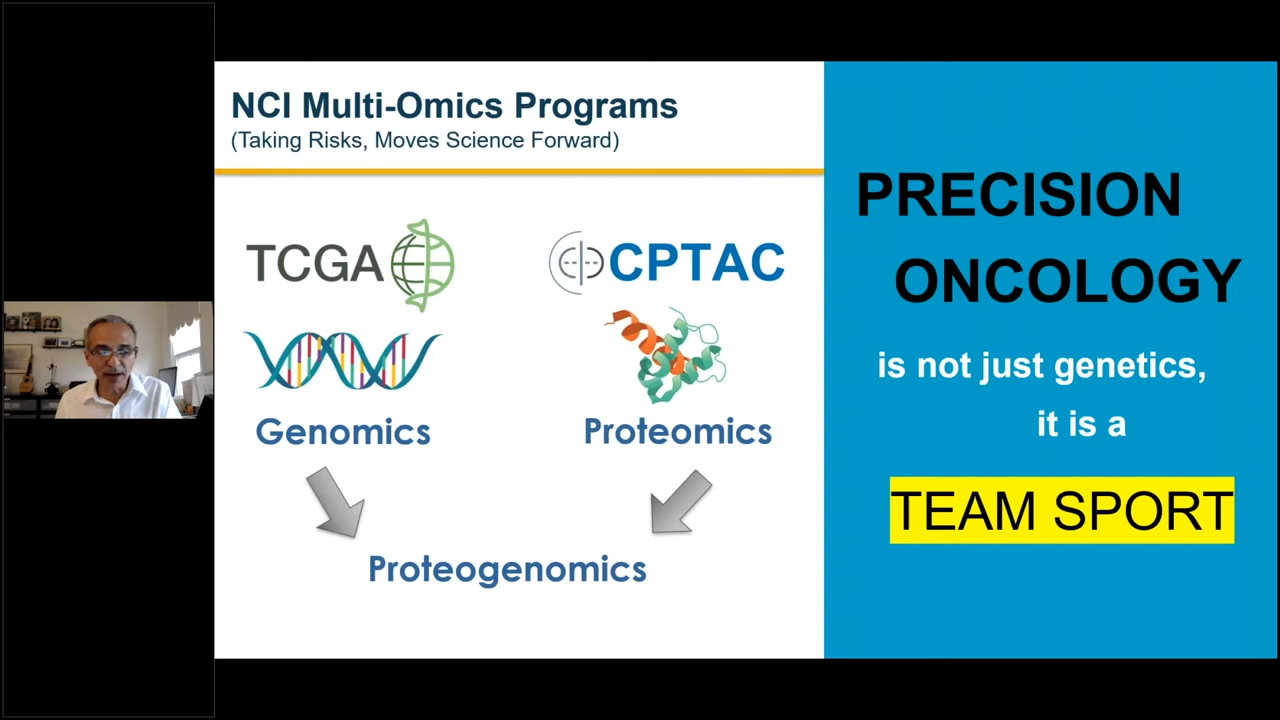 NCI Multi-Omics Programs
(Taking Risks, Moves Science Forward)
TCGA
CPTAC
Genomics
Proteomics
Proteogenomics
PRECISION
ONCOLOGY
is not just genetics,
it is a
TEAM SPORT